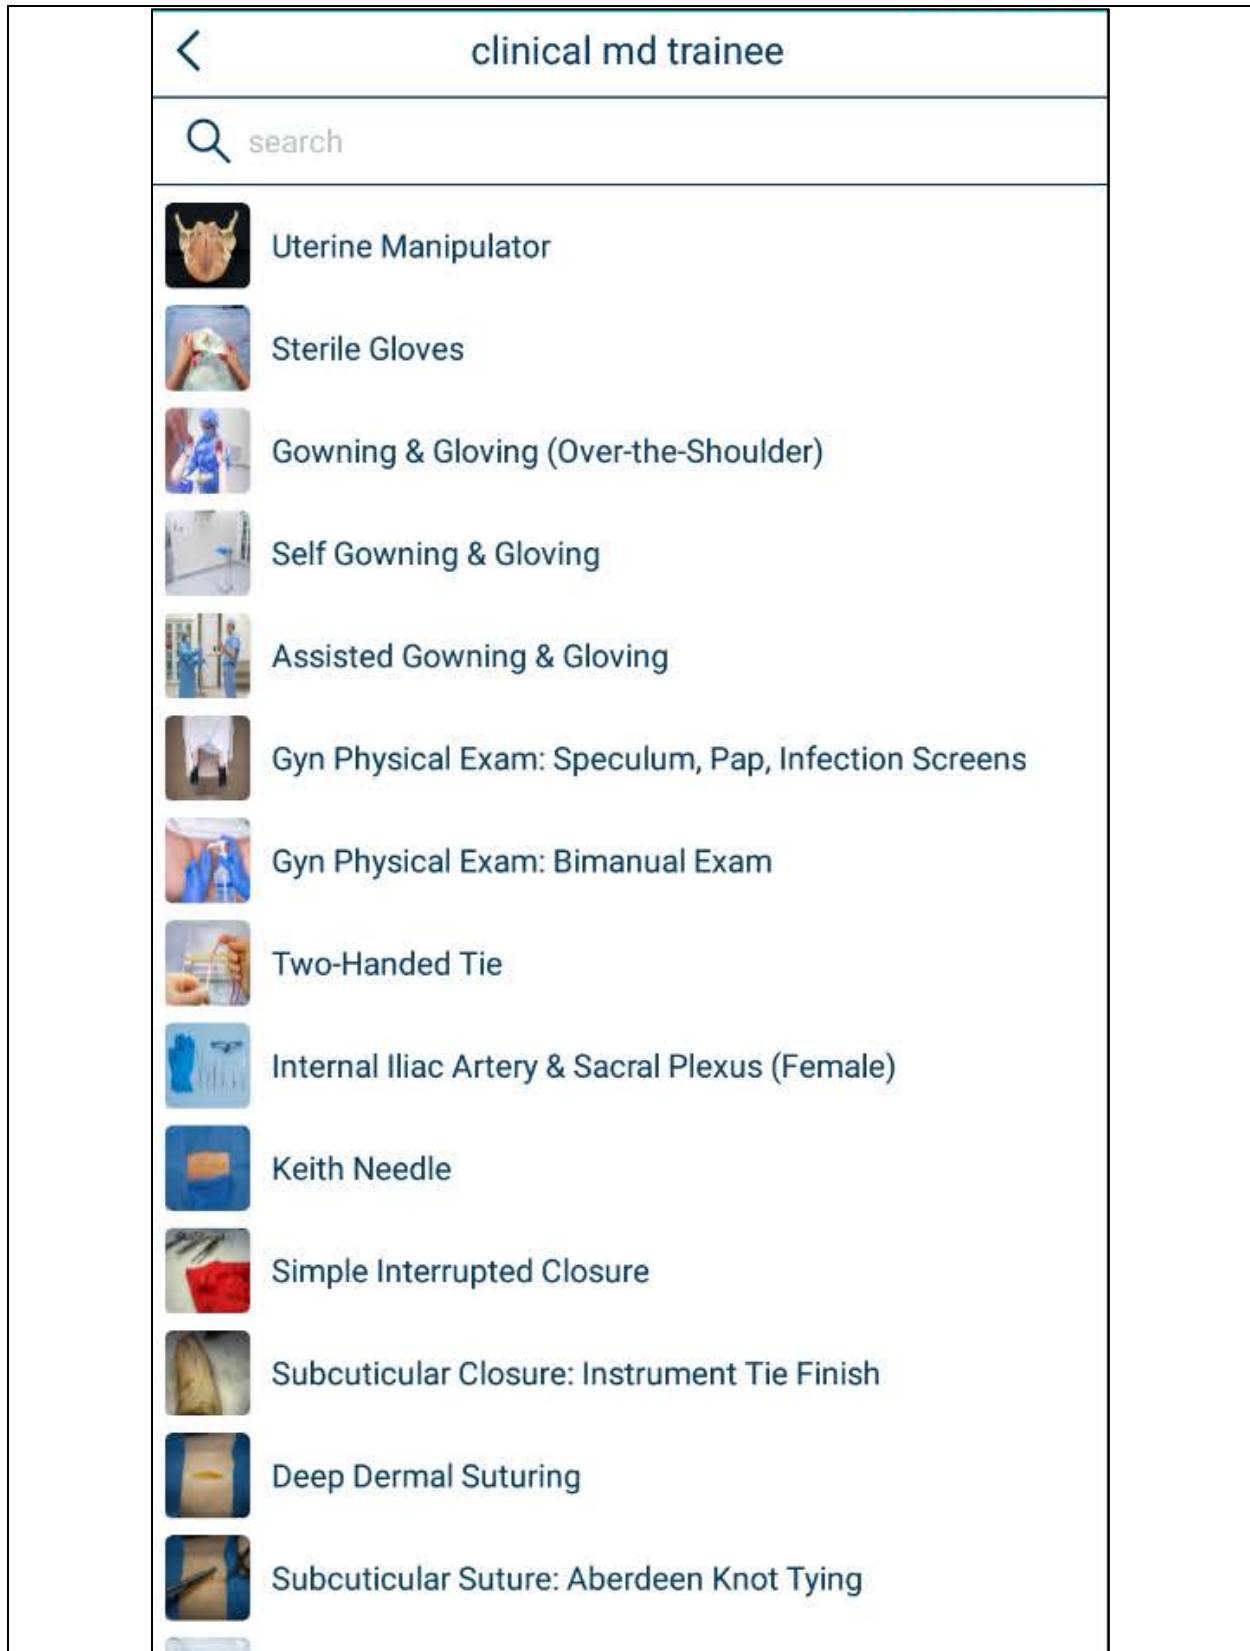 clinical md trainee
search
Uterine Manipulator
Sterile Gloves
Gowning & Gloving (Over-the-Shoulder)
Self Gowning & Gloving
Assisted Gowning & Gloving
Gyn Physical Exam: Speculum, Pap, Infection Screens
Gyn Physical Exam: Bimanual Exam
Two-Handed Tie
Internal Iliac Artery & Sacral Plexus (Female)
Keith Needle
Simple Interrupted Closure
Subcuticular Closure: Instrument Tie Finish
Deep Dermal Suturing
Subcuticular Suture: Aberdeen Knot Tying